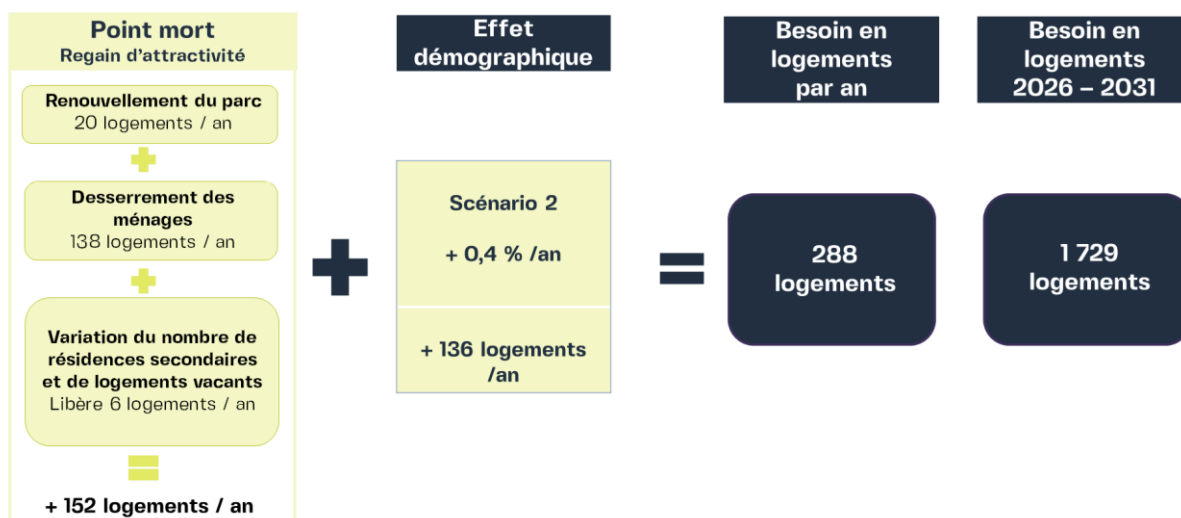 Point mort
Regain d'attractivité
Renouvellement du parc
20 logements / an
+
Desserrement des
ménages
138 logements / an
+
Variation du nombre de
résidences secondaires
et de logements vacants
Libère 6 logements / an
=
+ 152 logements / an
+
Effet
démographique
Scénario 2
+ 0,4 % /an
+ 136 logements
/an
=
Besoin en
logements
par an
288
logements
Besoin en
logements
2026 – 2031
1 729
logements